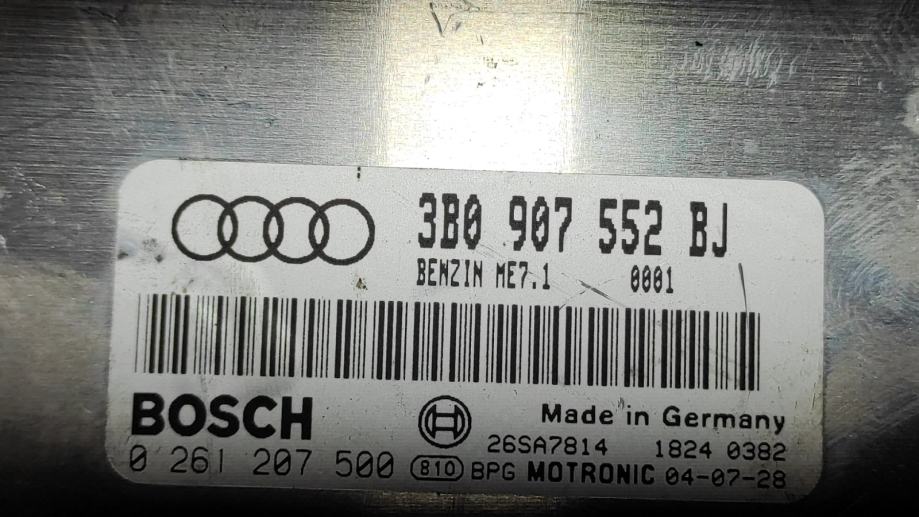 3B0 907 552 BJ
BENZIN ME7.1 0001
BOSCH
Made in Germany
26SA7814 1824 0382
0 261 207 500 810 BPG MOTRONIC 04-07-28